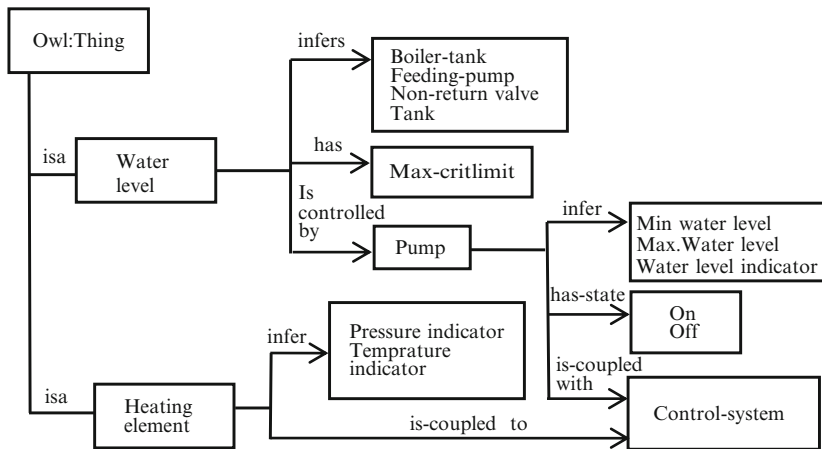 Owl:Thing
infers
Boiler-tank
Feeding-pump
Non-return valve
Tank
isa
Water
level
has
Max-critlimit
Is
controlled
by
Pump
infer
Min water level
Max.Water level
Water level indicator
has-state
On
Off
infer
Pressure indicator
Temprature
indicator
is-coupled
with
isa
Heating
element
is-coupled to
Control-system